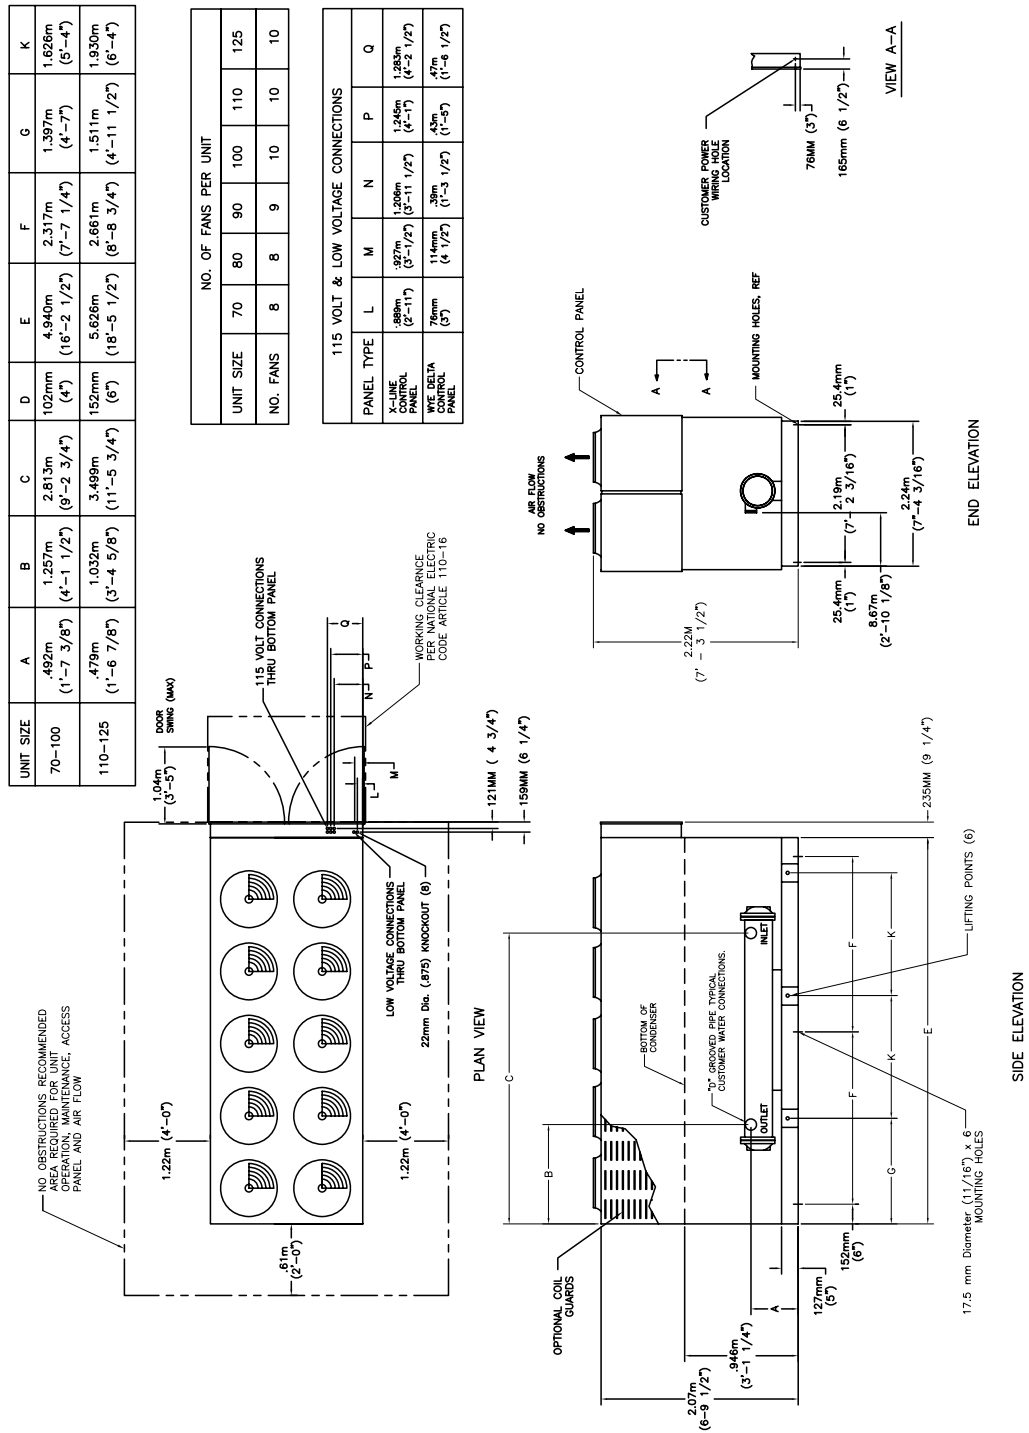 UNIT SIZE A B C D E F G K
70-100 .492m 1.257m 2.813m 102mm 4.940m 2.317m 1.397m 1.626m
(1'-7 3/8") (4'-1 1/2") (9'-2 3/4") (4") (16'-2 1/2") (7'-7 1/4") (4'-7") (5'-4")
110-125 .479m 1.032m 3.499m 152mm 5.626m 2.661m 1.511m 1.930m
(1'-6 7/8") (3'-4 5/8") (11'-5 3/4") (6") (18'-5 1/2") (8'-8 3/4") (4'-11 1/2") (6'-4")
NO. OF FANS PER UNIT
UNIT SIZE 70 80 90 100 110 125
NO. FANS 8 8 9 10 10 10
115 VOLT & LOW VOLTAGE CONNECTIONS
PANEL TYPE L M N P Q
X-LINE
CONTROL
PANEL
.889m .927m 1.206m 1.245m 1.283m
(2'-11") (3'-1/2") (3'-11 1/2") (4'-1") (4'-2 1/2")
WYE DELTA
CONTROL
PANEL
76mm 114mm .39m .43m .47m
(3") (4 1/2") (1'-3 1/2") (1'-5") (1'-6 1/2")
NO OBSTRUCTIONS RECOMMENDED
AREA REQUIRED FOR UNIT
OPERATION, MAINTENANCE, ACCESS
PANEL AND AIR FLOW
1.22m (4'-0")
1.22m (4'-0")
.61m
(2'-0")
1.04m
(3'-5")
DOOR
SWING (MAX)
115 VOLT CONNECTIONS
THRU BOTTOM PANEL
Q
P
N
M
L
WORKING CLEARNCE
PER NATIONAL ELECTRIC
CODE ARTICLE 110-16
LOW VOLTAGE CONNECTIONS
THRU BOTTOM PANEL
22mm Dia. (.875) KNOCKOUT (8)
121MM ( 4 3/4")
159MM (6 1/4")
PLAN VIEW
C
B
OPTIONAL COIL
GUARDS
BOTTOM OF
CONDENSER
"D" GROOVED PIPE TYPICAL
CUSTOMER WATER CONNECTIONS.
OUTLET
INLET
2.07m
(6-9 1/2")
.946m
(3'-1 1/4")
A
127mm
(5")
152mm
(6")
F
F
G
K
K
E
235MM (9 1/4")
LIFTING POINTS (6)
17.5 mm Diameter (11/16") x 6
MOUNTING HOLES
SIDE ELEVATION
AIR FLOW
NO OBSTRUCTIONS
CONTROL PANEL
A
A
MOUNTING HOLES, REF
2.22M
(7' - 3 1/2")
25.4mm
(1")
2.19m
(7' - 2 3/16")
25.4mm
(1")
8.67m
(2'-10 1/8")
2.24m
(7"-4 3/16")
END ELEVATION
CUSTOMER POWER
WIRING HOLE
LOCATION
76MM (3")
165mm (6 1/2")
VIEW A-A